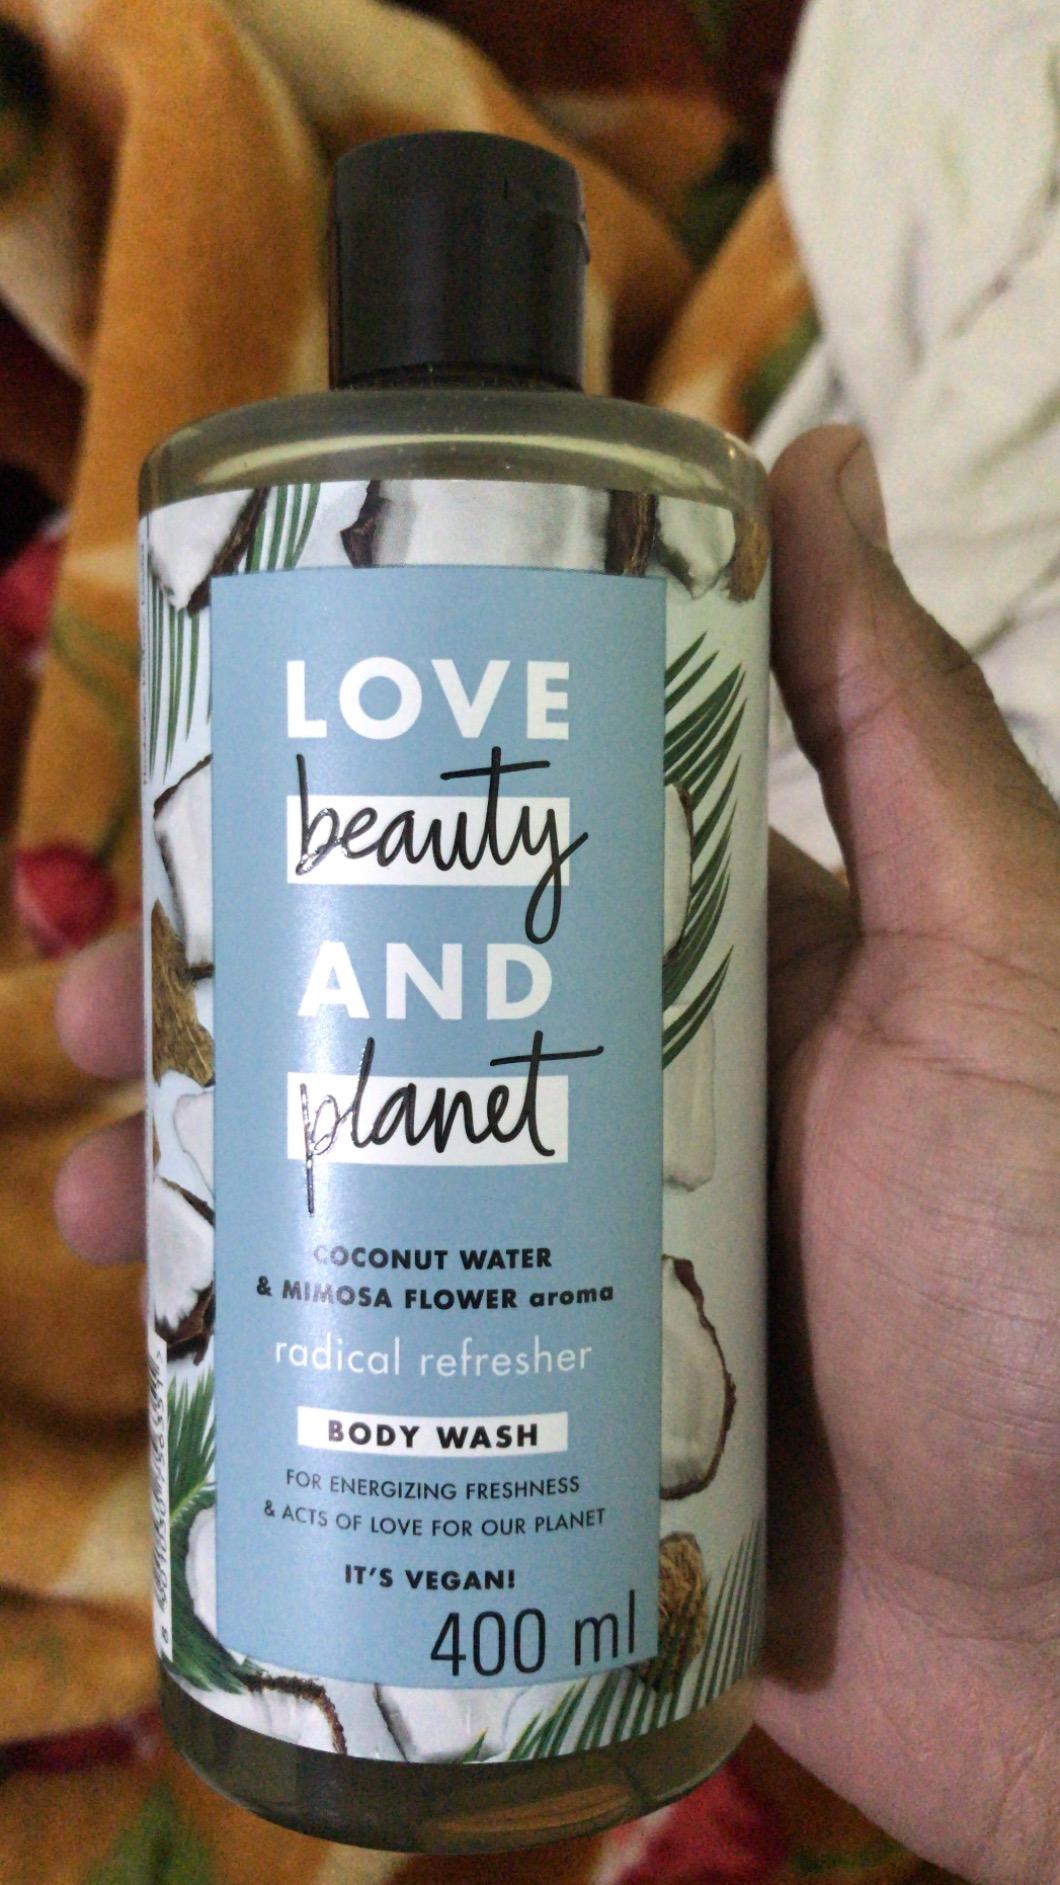 LOVE
beauty
AND
planet
COCONUT WATER
& MIMOSA FLOWER aroma
radical refresher
BODY WASH
FOR ENERGIZING FRESHNESS
& ACTS OF LOVE FOR OUR PLANET
IT'S VEGAN!
400 ml